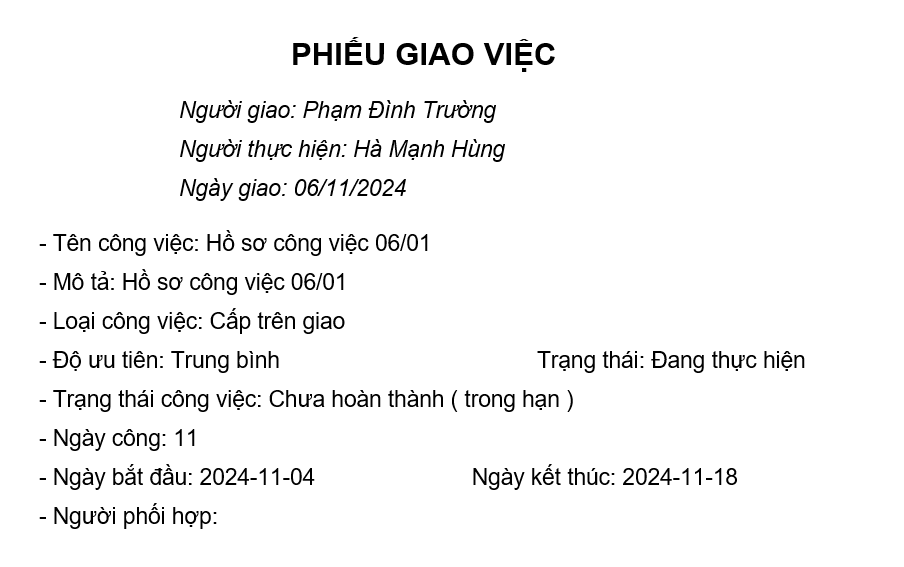 PHIẾU GIAO VIỆC
Người giao: Phạm Đình Trường
Người thực hiện: Hà Mạnh Hùng
Ngày giao: 06/11/2024
- Tên công việc: Hồ sơ công việc 06/01
- Mô tả: Hồ sơ công việc 06/01
- Loại công việc: Cấp trên giao
- Độ ưu tiên: Trung bình Trạng thái: Đang thực hiện
- Trạng thái công việc: Chưa hoàn thành ( trong hạn )
- Ngày công: 11
- Ngày bắt đầu: 2024-11-04 Ngày kết thúc: 2024-11-18
- Người phối hợp: